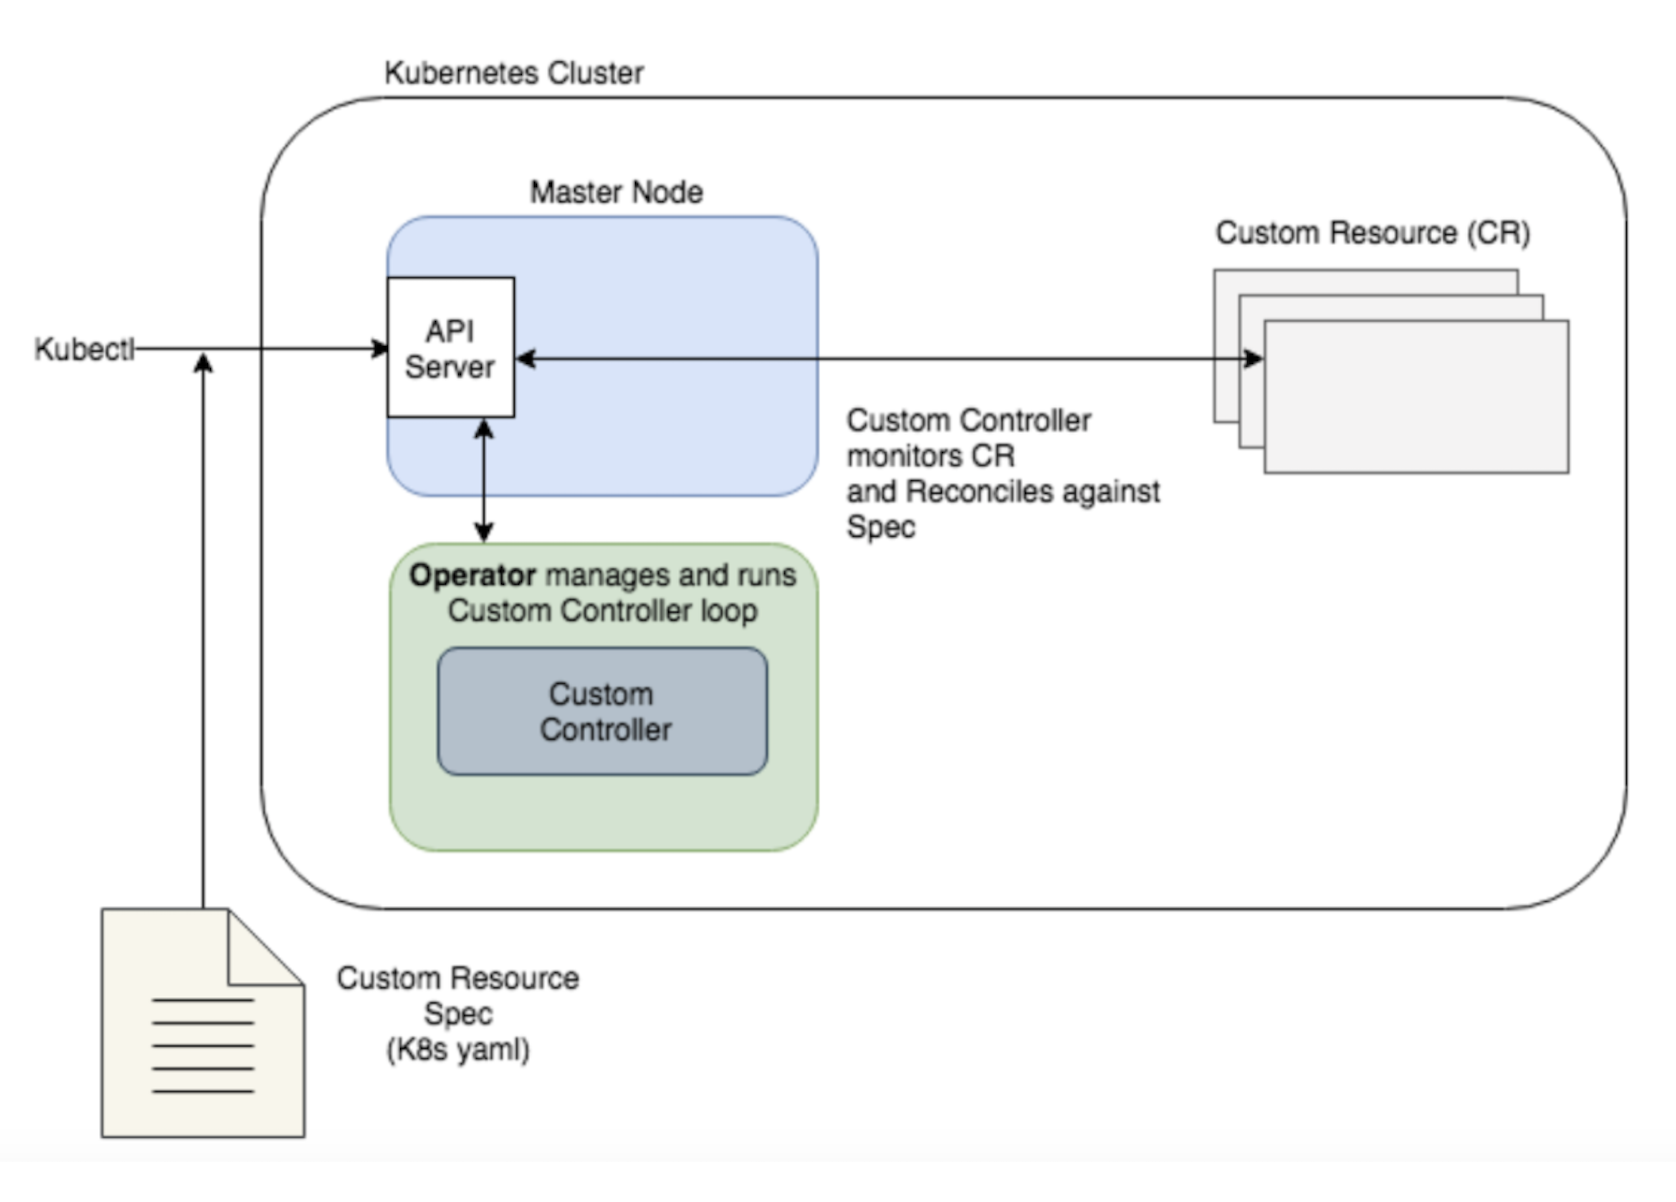 Kubernetes Cluster
Master Node
Custom Resource (CR)
API
Server
Kubectl
Custom Controller
monitors CR
and Reconciles against
Spec
Operator manages and runs
Custom Controller loop
Custom
Controller
Custom Resource
Spec
(K8s yaml)